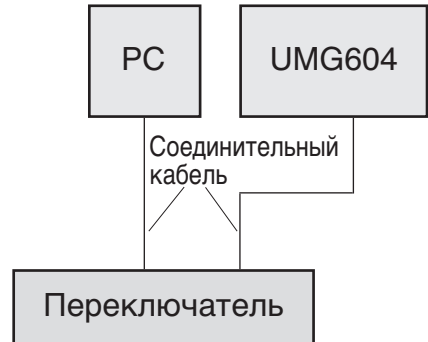 PC
UMG604
Соединительный
кабель
Переключатель